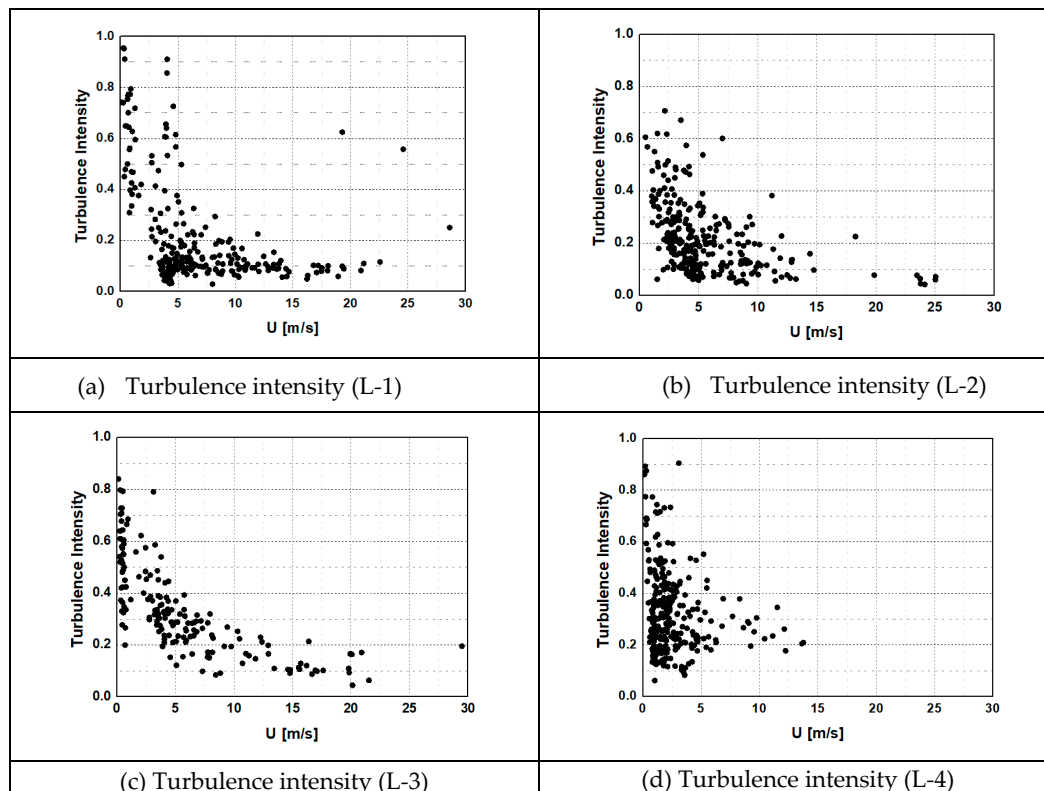 1.0
0.8
0.6
0.4
0.2
0.0
Turbulence Intensity
0 5 10 15 20 25 30
U [m/s]
(a) Turbulence intensity (L-1)
1.0
0.8
0.6
0.4
0.2
0.0
Turbulence Intensity
0 5 10 15 20 25 30
U [m/s]
(b) Turbulence intensity (L-2)
1.0
0.8
0.6
0.4
0.2
0.0
Turbulence Intensity
0 5 10 15 20 25 30
U [m/s]
(c) Turbulence intensity (L-3)
1.0
0.8
0.6
0.4
0.2
0.0
Turbulence Intensity
0 5 10 15 20 25 30
U [m/s]
(d) Turbulence intensity (L-4)